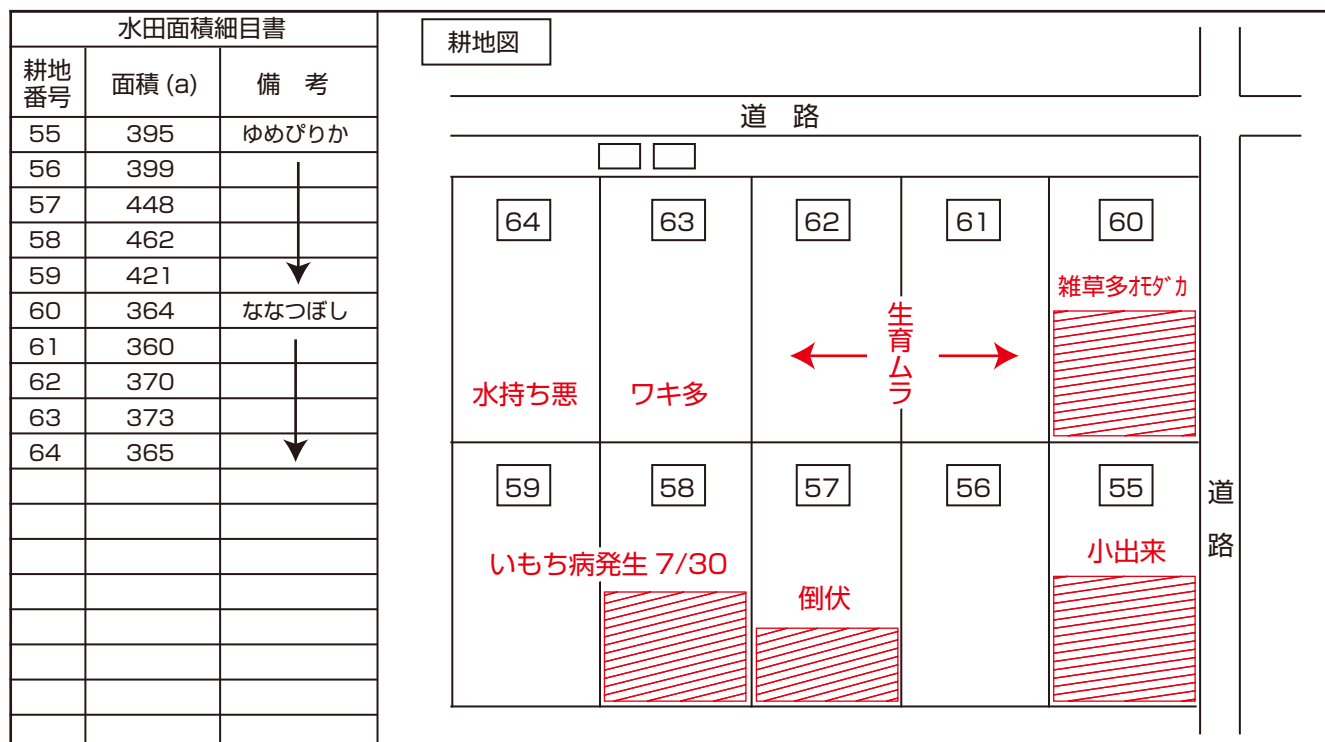 水田面積細目書
耕地番号 面積 (a) 備 考
55 395 ゆめぴりか
56 399
57 448
58 462
59 421
60 364 ななつぼし
61 360
62 370
63 373
64 365
耕地図
道 路
64 63 62 61 60
雑草多オモダカ
生育ムラ
水持ち悪 ワキ多
59 58 57 56 55
道路
いもち病発生 7/30
小出来
倒伏